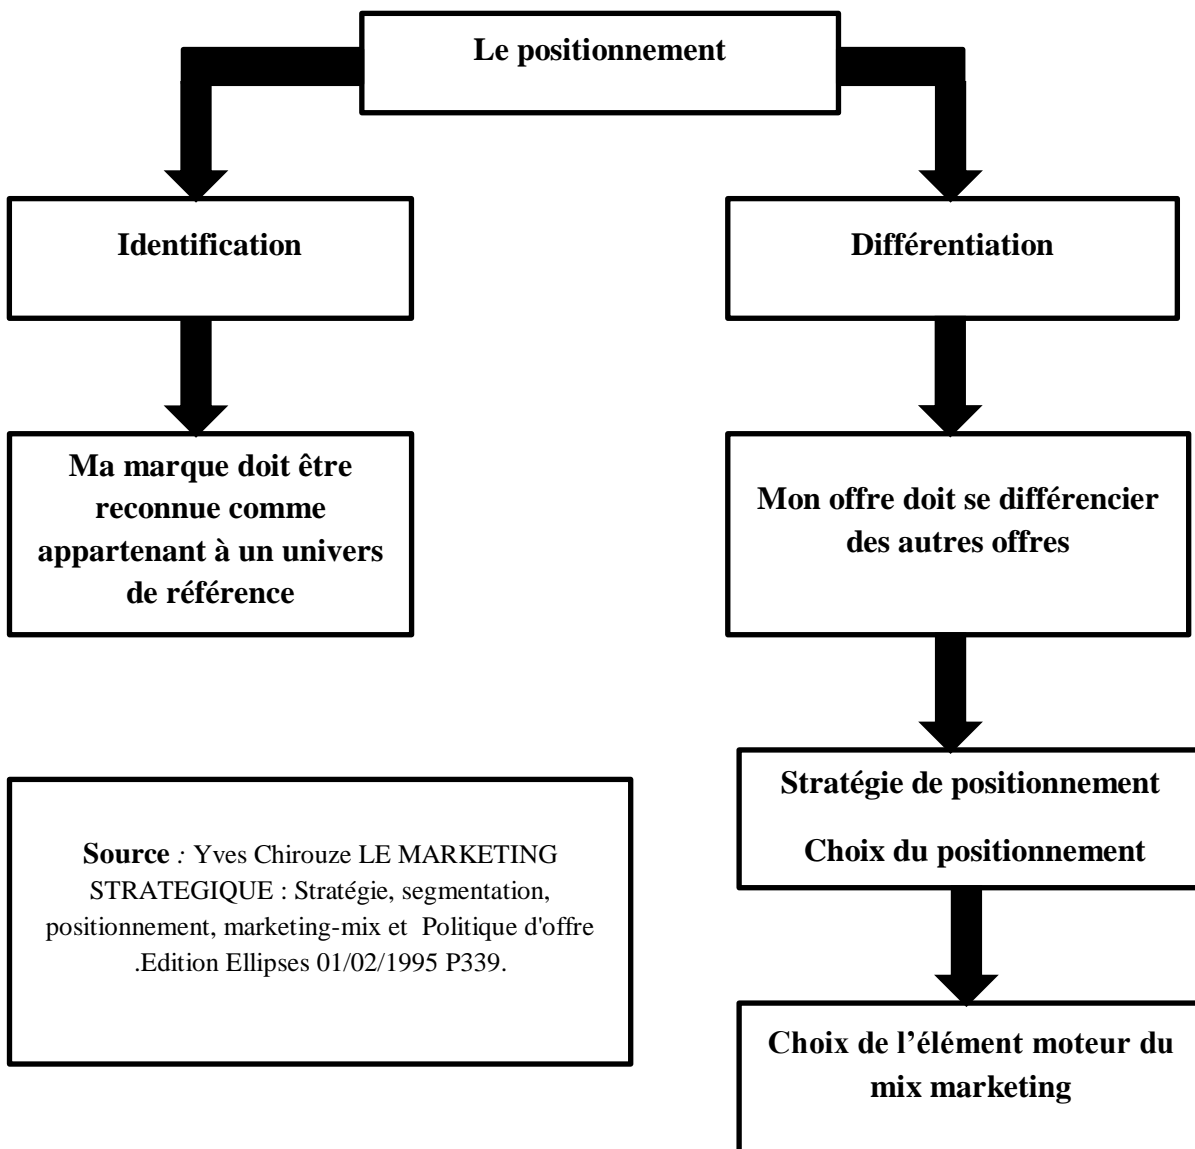 Le positionnement
Identification
Différentiation
Ma marque doit être
reconnue comme
appartenant à un univers
de référence
Mon offre doit se différencier
des autres offres
Stratégie de positionnement
Choix du positionnement
Source : Yves Chirouze LE MARKETING
STRATEGIQUE : Stratégie, segmentation,
positionnement, marketing-mix et Politique d'offre
.Edition Ellipses 01/02/1995 P339.
Choix de l’élément moteur du
mix marketing